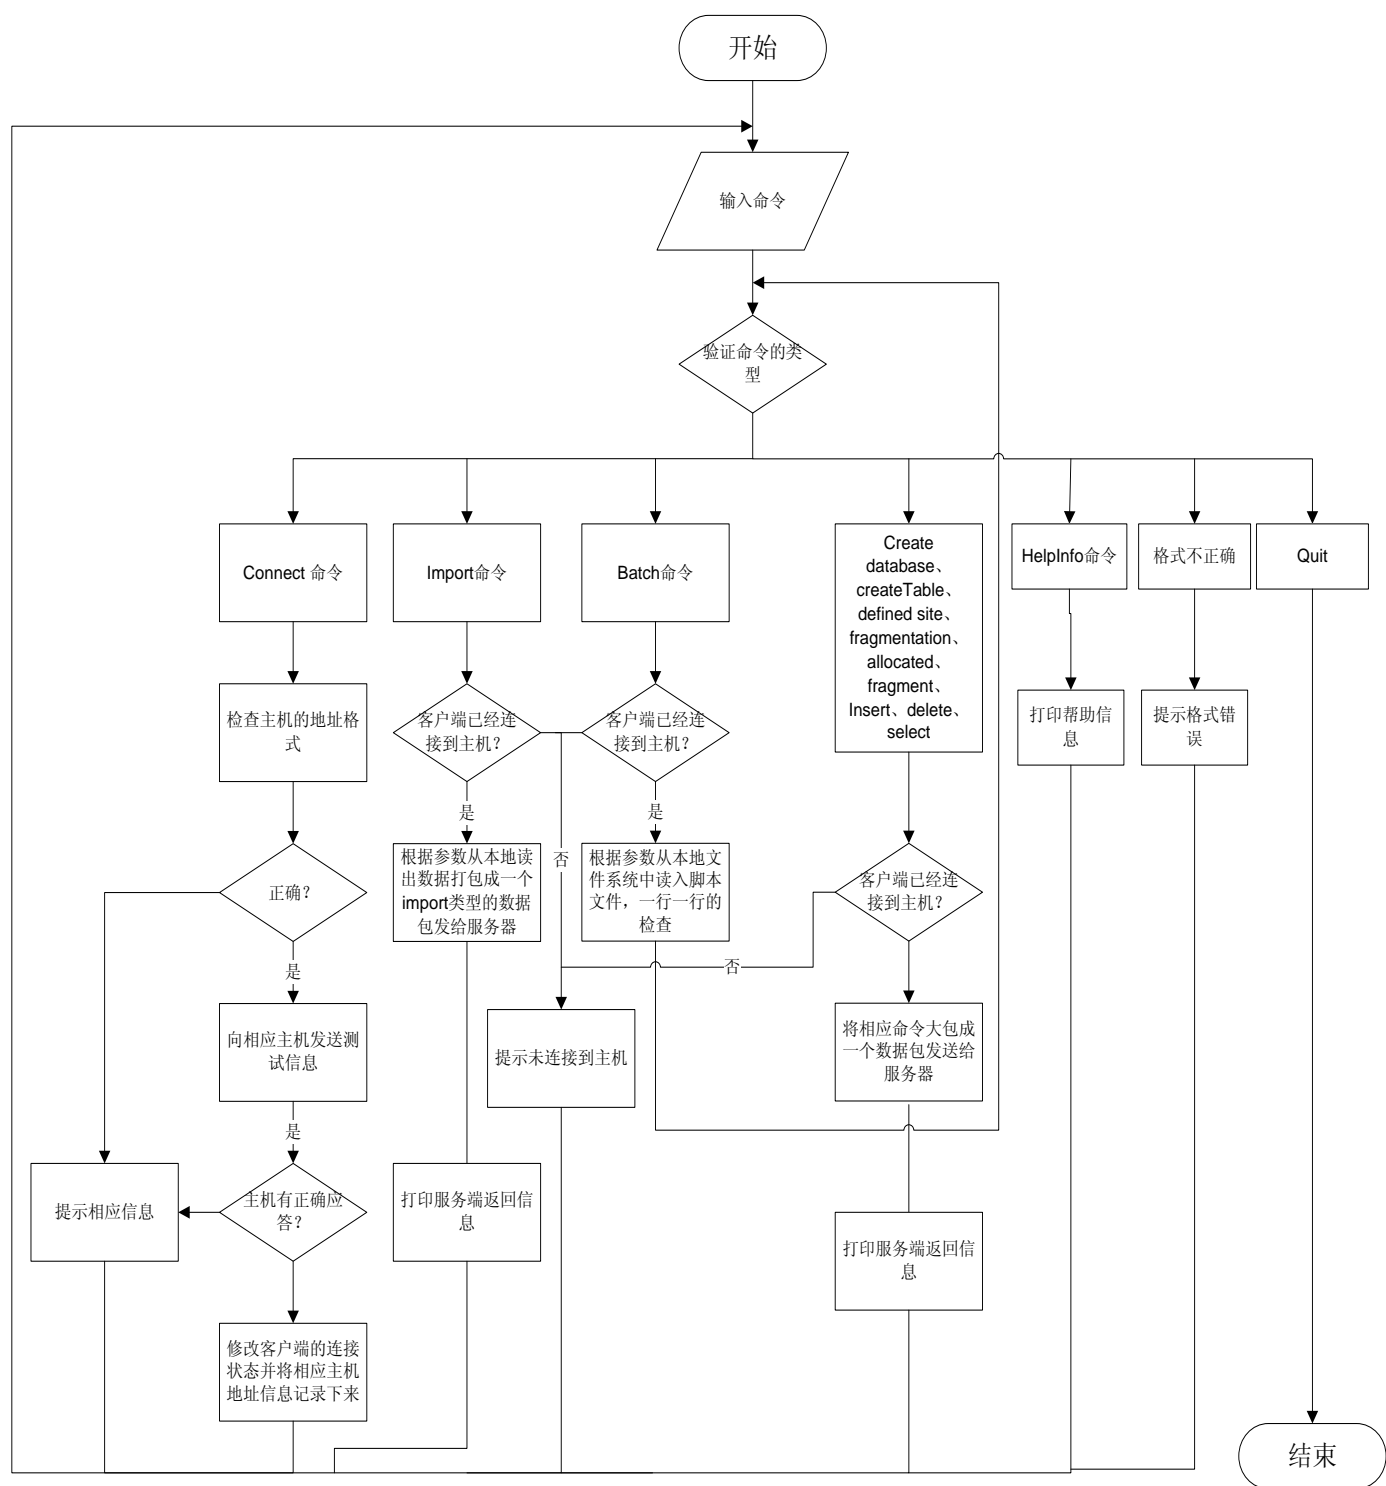 开始
输入命令
验证命令的类
型
Connect 命令
Import命令
Batch命令
Create
database、
createTable、
defined site、
fragmentation、
allocated、
fragment、
Insert、delete、
select
HelpInfo命令
格式不正确
Quit
检查主机的地址格
式
客户端已经连
接到主机？
客户端已经连
接到主机？
打印帮助信
息
提示格式错
误
是
是
正确？
根据参数从本地读
出数据打包成一个
import类型的数据
包发给服务器
否
根据参数从本地文
件系统中读入脚本
文件，一行一行的
检查
客户端已经连
接到主机？
是
否
向相应主机发送测
试信息
提示未连接到主机
将相应命令大包成
一个数据包发送给
服务器
是
提示相应信息
主机有正确应
答？
打印服务端返回信
息
打印服务端返回信
息
修改客户端的连接
状态并将相应主机
地址信息记录下来
结束